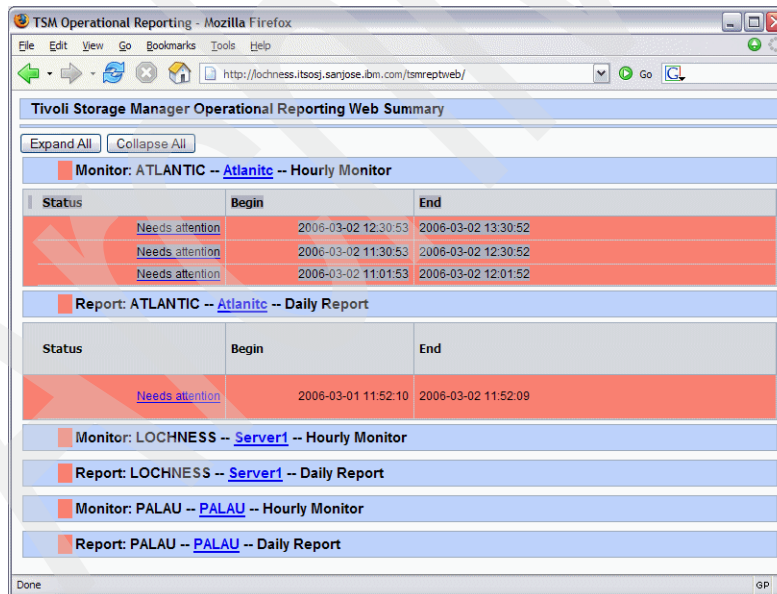 TSM Operational Reporting - Mozilla Firefox
File Edit View Go Bookmarks Tools Help
http://lochness.itsosj.sanjose.ibm.com/tsmreptweb/ Go G
Tivoli Storage Manager Operational Reporting Web Summary
Expand All Collapse All
Monitor: ATLANTIC -- Atlanitc -- Hourly Monitor
Status Begin End
Needs attention 2006-03-02 12:30:53 2006-03-02 13:30:52
Needs attention 2006-03-02 11:30:53 2006-03-02 12:30:52
Needs attention 2006-03-02 11:01:53 2006-03-02 12:01:52
Report: ATLANTIC -- Atlanitc -- Daily Report
Status Begin End
Needs attention 2006-03-01 11:52:10 2006-03-02 11:52:09
Monitor: LOCHNESS -- Server1 -- Hourly Monitor
Report: LOCHNESS -- Server1 -- Daily Report
Monitor: PALAU -- PALAU -- Hourly Monitor
Report: PALAU -- PALAU -- Daily Report
Done GP